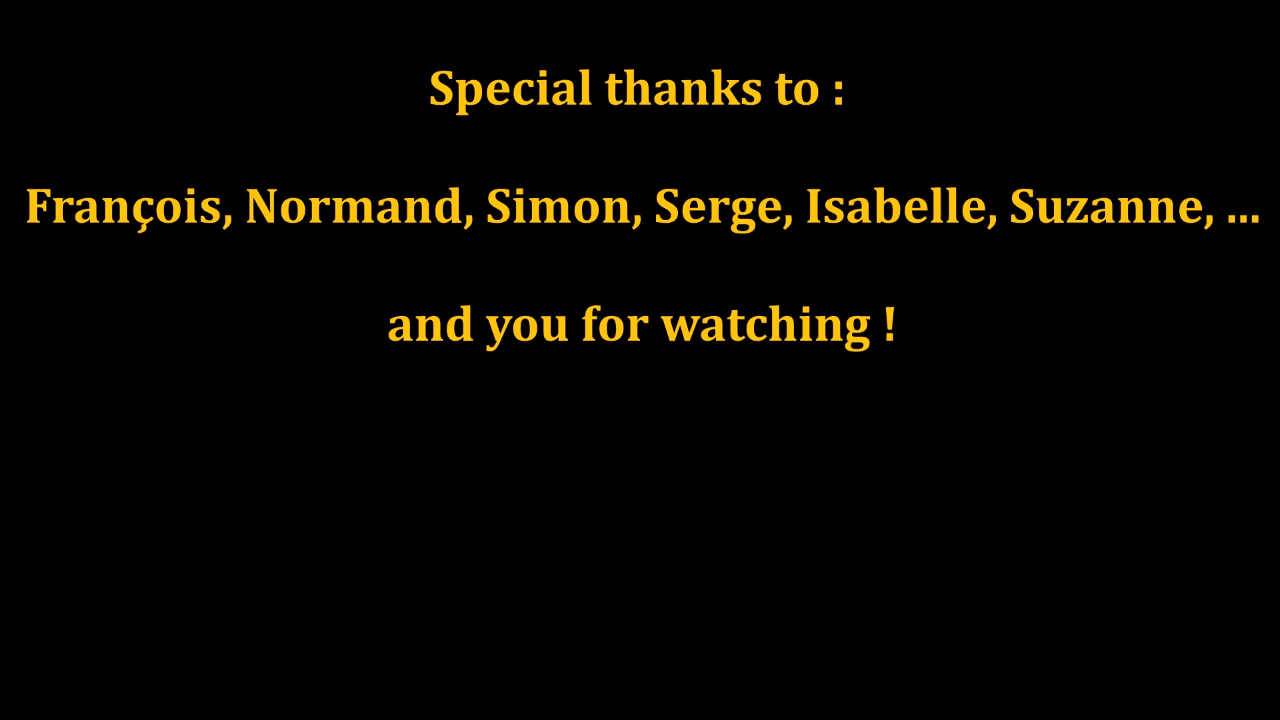 Special thanks to :
François, Normand, Simon, Serge, Isabelle, Suzanne, ...
and you for watching !